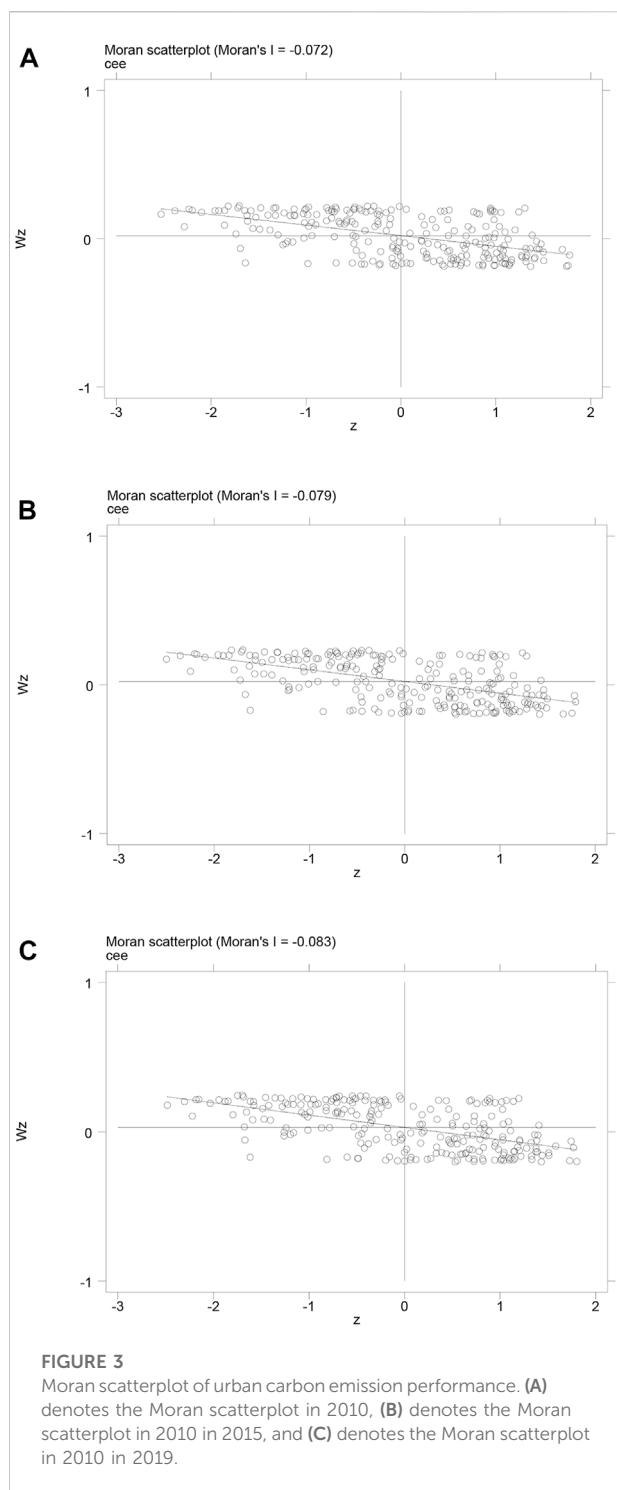 A
Moran scatterplot (Moran's I = -0.072)
cee
1
0
-1
Wz
-3 -2 -1 0 1 2
z
B
Moran scatterplot (Moran's I = -0.079)
cee
1
0
-1
Wz
-3 -2 -1 0 1 2
z
C
Moran scatterplot (Moran's I = -0.083)
cee
1
0
-1
Wz
-3 -2 -1 0 1 2
z
FIGURE 3
Moran scatterplot of urban carbon emission performance. (A)
denotes the Moran scatterplot in 2010, (B) denotes the Moran
scatterplot in 2010 in 2015, and (C) denotes the Moran scatterplot
in 2010 in 2019.